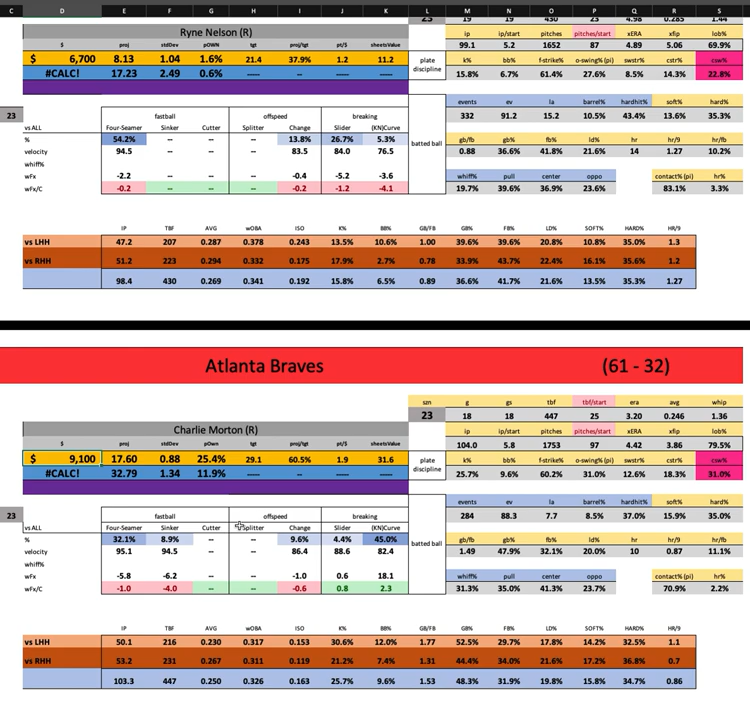 C D E F G H I J K L M N O P Q R S
23 19 19 430 23 4.98 0.285 1.44
Ryne Nelson (R) ip ip/start pitches pitches/start xERA xfip lob%
99.1 5.2 1652 87 4.89 5.06 69.9%
$ proj stdDev pOWN tgt proj/tgt pt/$ sheetsValue
$ 6,700 8.13 1.04 1.6% 21.4 37.9% 1.2 11.2 plate discipline k% bb% f-strike% o-swing% (pi) swstr% cstr% csw%
#CALC! 17.23 2.49 0.6% ---- -- ---- 15.8% 6.7% 61.4% 27.6% 8.5% 14.3% 22.8%
events ev la barrel% hardhit% soft% hard%
23 fastball offspeed breaking 332 91.2 15.2 10.5% 43.4% 13.6% 35.3%
vs ALL Four-Seamer Sinker Cutter Splitter Change Slider (KN)Curve
% 54.2% -- -- -- 13.8% 26.7% 5.3% batted ball gb/fb gb% fb% ld% hr hr/9 hr/fb
velocity 94.5 -- -- -- 83.5 84.0 76.5 0.88 36.6% 41.8% 21.6% 14 1.27 10.2%
whiff%
wFx -2.2 -- -- -- -0.4 -5.2 -3.6 whiff% pull center oppo contact% (pi) hr%
wFx/C -0.2 -- -- -- -0.2 -1.2 -4.1 19.7% 39.6% 36.9% 23.6% 83.1% 3.3%
IP TBF AVG wOBA ISO K% BB% GB/FB GB% FB% LD% SOFT% HARD% HR/9
vs LHH 47.2 207 0.287 0.378 0.243 13.5% 10.6% 1.00 39.6% 39.6% 20.8% 10.8% 35.0% 1.3
vs RHH 51.2 223 0.294 0.332 0.175 17.9% 2.7% 0.78 33.9% 43.7% 22.4% 16.1% 35.6% 1.2
98.4 430 0.269 0.341 0.192 15.8% 6.5% 0.89 36.6% 41.7% 21.6% 13.5% 35.3% 1.27
Atlanta Braves (61 - 32)
szn g gs tbf tbf/start era avg whip
23 18 18 447 25 3.20 0.246 1.36
Charlie Morton (R) ip ip/start pitches pitches/start xERA xfip lob%
$ proj stdDev pOwn tgt proj/tgt pt/$ sheetsValue 104.0 5.8 1753 97 4.42 3.86 79.5%
$ 9,100 17.60 0.88 25.4% 29.1 60.5% 1.9 31.6 plate discipline k% bb% f-strike% o-swing% (pi) swstr% cstr% csw%
#CALC! 32.79 1.34 11.9% ---- -- ---- 25.7% 9.6% 60.2% 31.0% 12.6% 18.3% 31.0%
events ev la barrel% hardhit% soft% hard%
23 fastball offspeed breaking 284 88.3 7.7 8.5% 37.0% 15.9% 35.0%
vs ALL Four-Seamer Sinker Cutter Splitter Change Slider (KN)Curve
% 32.1% 8.9% -- -- 9.6% 4.4% 45.0% batted ball gb/fb gb% fb% ld% hr hr/9 hr/fb
velocity 95.1 94.5 -- -- 86.4 88.6 82.4 1.49 47.9% 32.1% 20.0% 10 0.87 11.1%
whiff%
wFx -5.8 -6.2 -- -- -1.0 0.6 18.1 whiff% pull center oppo contact% (pi) hr%
wFx/C -1.0 -4.0 -- -- -0.6 0.8 2.3 31.3% 35.0% 41.3% 23.7% 70.9% 2.2%
IP TBF AVG wOBA ISO K% BB% GB/FB GB% FB% LD% SOFT% HARD% HR/9
vs LHH 50.1 216 0.230 0.317 0.153 30.6% 12.0% 1.77 52.5% 29.7% 17.8% 14.2% 32.5% 1.1
vs RHH 53.2 231 0.267 0.311 0.119 21.2% 7.4% 1.31 44.4% 34.0% 21.6% 17.2% 36.8% 0.7
103.3 447 0.250 0.326 0.163 25.7% 9.6% 1.53 48.3% 31.9% 19.8% 15.8% 34.7% 0.86